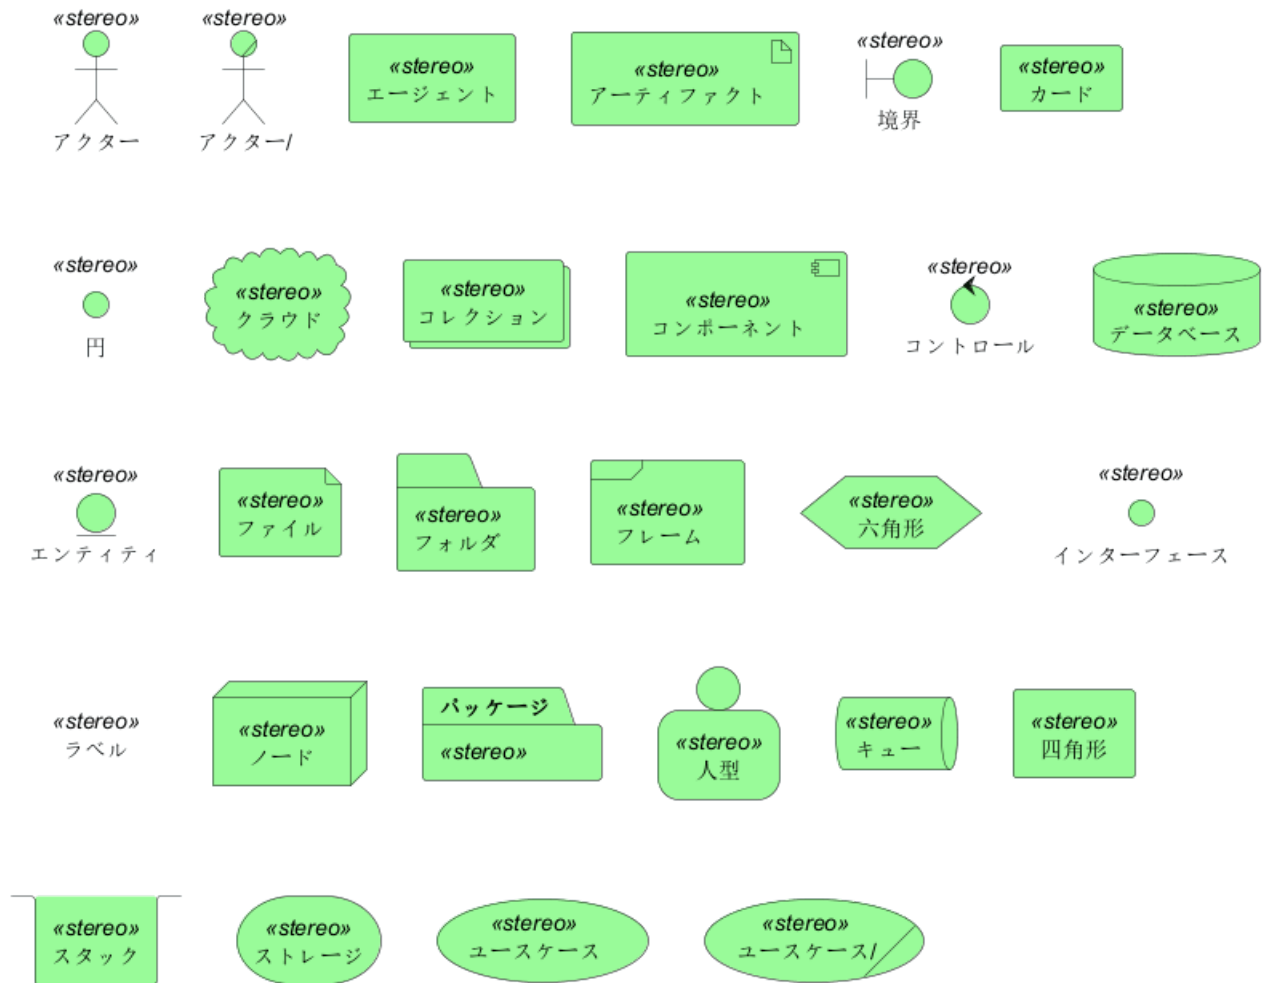 «stereo»
アクター
«stereo»
アクター/
«stereo»
エージェント
«stereo»
アーティファクト
«stereo»
境界
«stereo»
カード
«stereo»
円
«stereo»
クラウド
«stereo»
コレクション
«stereo»
コンポーネント
«stereo»
コントロール
«stereo»
データベース
«stereo»
エンティティ
«stereo»
ファイル
«stereo»
フォルダ
«stereo»
フレーム
«stereo»
六角形
«stereo»
インターフェース
«stereo»
ラベル
«stereo»
ノード
パッケージ
«stereo»
«stereo»
人型
«stereo»
キュー
«stereo»
四角形
«stereo»
スタック
«stereo»
ストレージ
«stereo»
ユースケース
«stereo»
ユースケース/